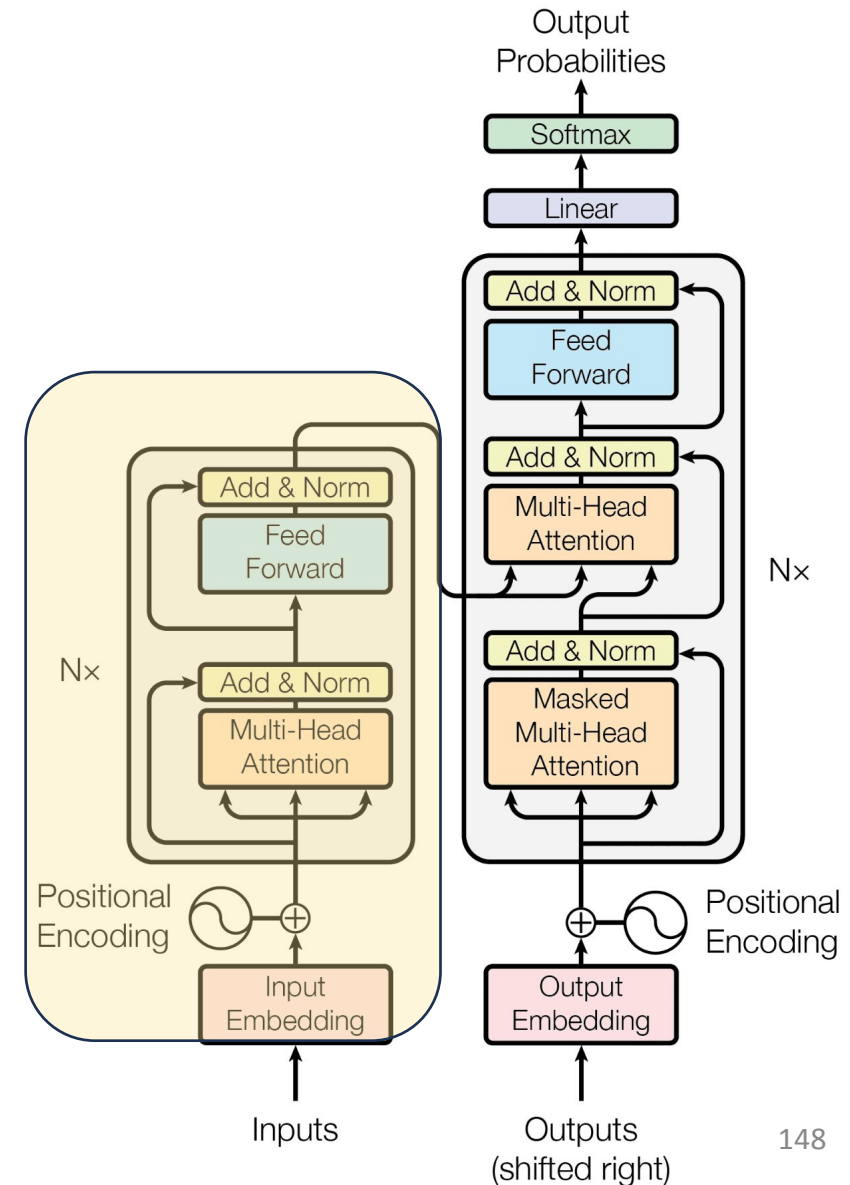 Output
Probabilities
Softmax
Linear
Add & Norm
Feed
Forward
Add & Norm
Multi-Head
Attention
Add & Norm
Masked
Multi-Head
Attention
N×
Positional
Encoding
Output
Embedding
Outputs
(shifted right)
Add & Norm
Feed
Forward
Add & Norm
Multi-Head
Attention
N×
Positional
Encoding
Input
Embedding
Inputs
148